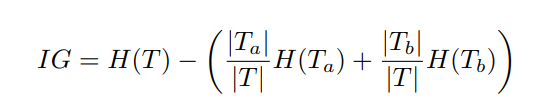 IG = H(T) − ( |T_a|/|T| H(T_a) + |T_b|/|T| H(T_b) )